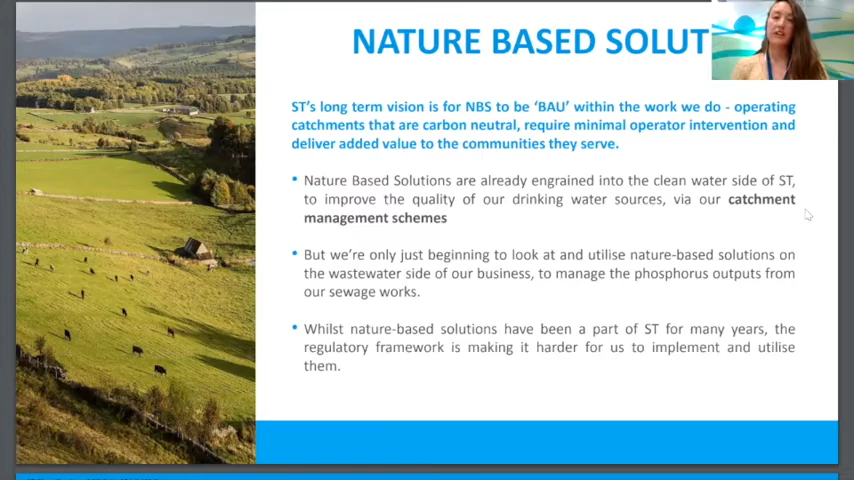 NATURE BASED SOLUT
ST's long term vision is for NBS to be 'BAU' within the work we do - operating
catchments that are carbon neutral, require minimal operator intervention and
deliver added value to the communities they serve.
• Nature Based Solutions are already engrained into the clean water side of ST,
to improve the quality of our drinking water sources, via our catchment
management schemes
• But we're only just beginning to look at and utilise nature-based solutions on
the wastewater side of our business, to manage the phosphorus outputs from
our sewage works.
• Whilst nature-based solutions have been a part of ST for many years, the
regulatory framework is making it harder for us to implement and utilise
them.